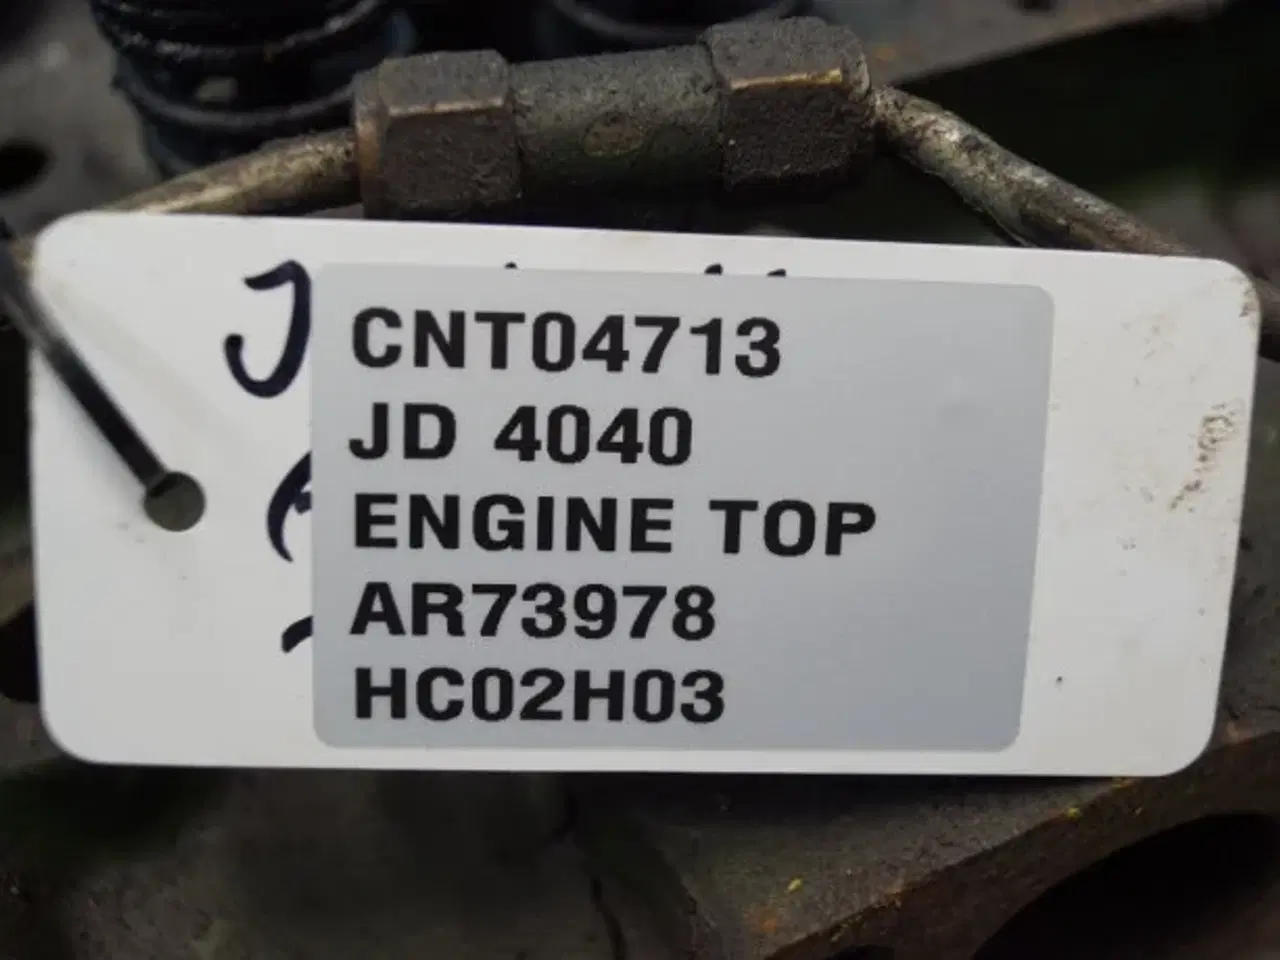 CNT04713
JD 4040
ENGINE TOP
AR73978
HC02H03